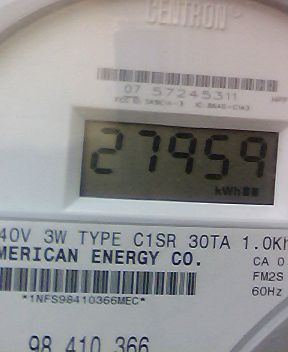 CENTRON
07 57245311
27959
kWh
40V 3W TYPE C1SR 30TA 1.0Kh
MERICAN ENERGY CO.
CA 0
FM2S
60Hz
*1NFS98410366MEC*
98 410 366